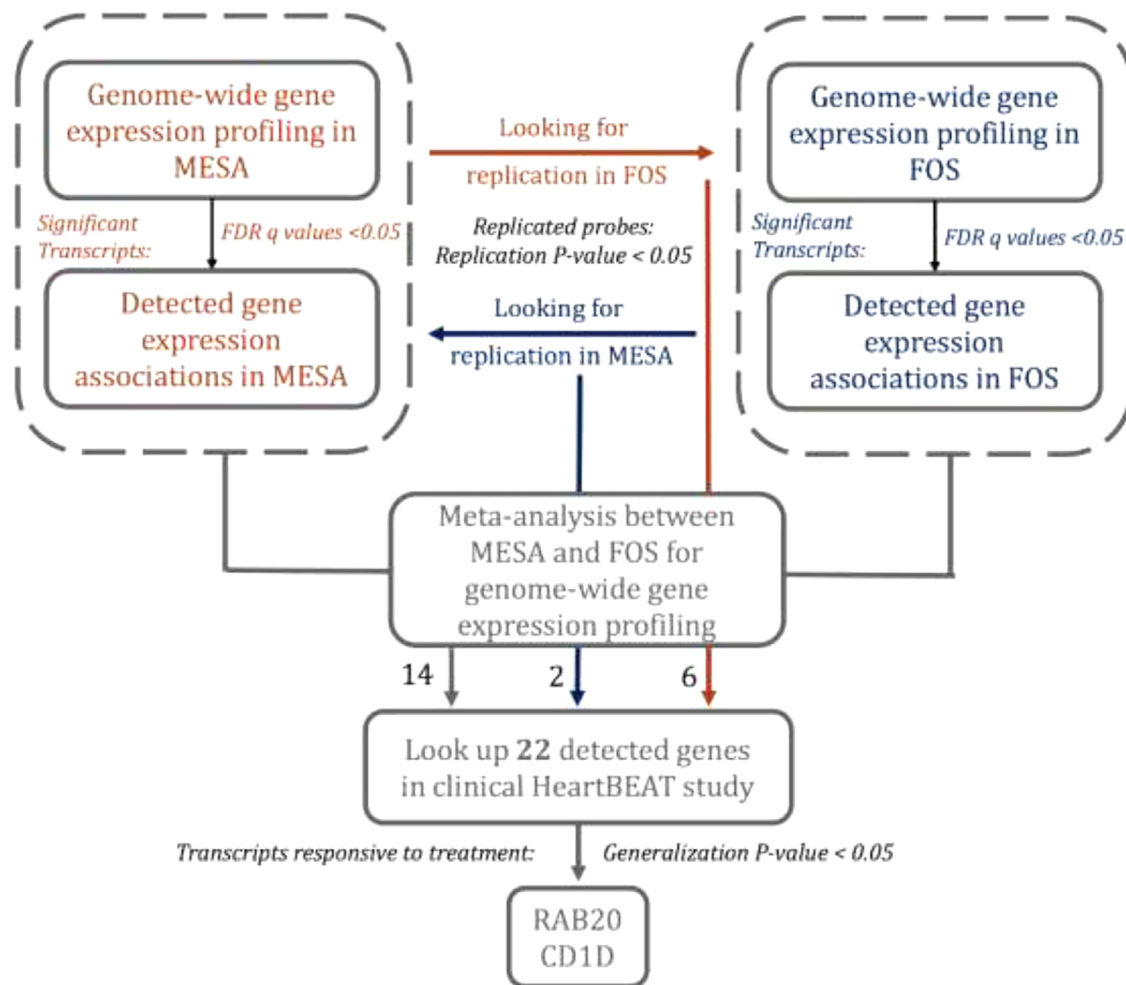 Genome-wide gene
expression profiling in
MESA
Significant
Transcripts:
FDR q values <0.05
Detected gene
expression
associations in MESA
Looking for
replication in FOS
Replicated probes:
Replication P-value < 0.05
Looking for
replication in MESA
Genome-wide gene
expression profiling in
FOS
Significant
Transcripts:
FDR q values <0.05
Detected gene
expression
associations in FOS
Meta-analysis between
MESA and FOS for
genome-wide gene
expression profiling
14
2
6
Look up 22 detected genes
in clinical HeartBEAT study
Transcripts responsive to treatment:
Generalization P-value < 0.05
RAB20
CD1D